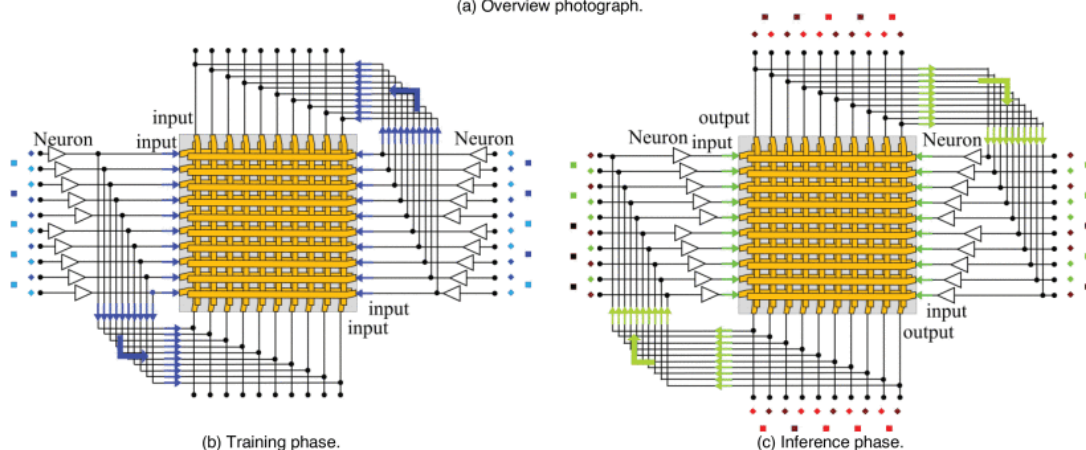 (a) Overview photograph.
input
Neuron
input
Neuron
input
input
(b) Training phase.
output
Neuron
input
Neuron
input
output
(c) Inference phase.